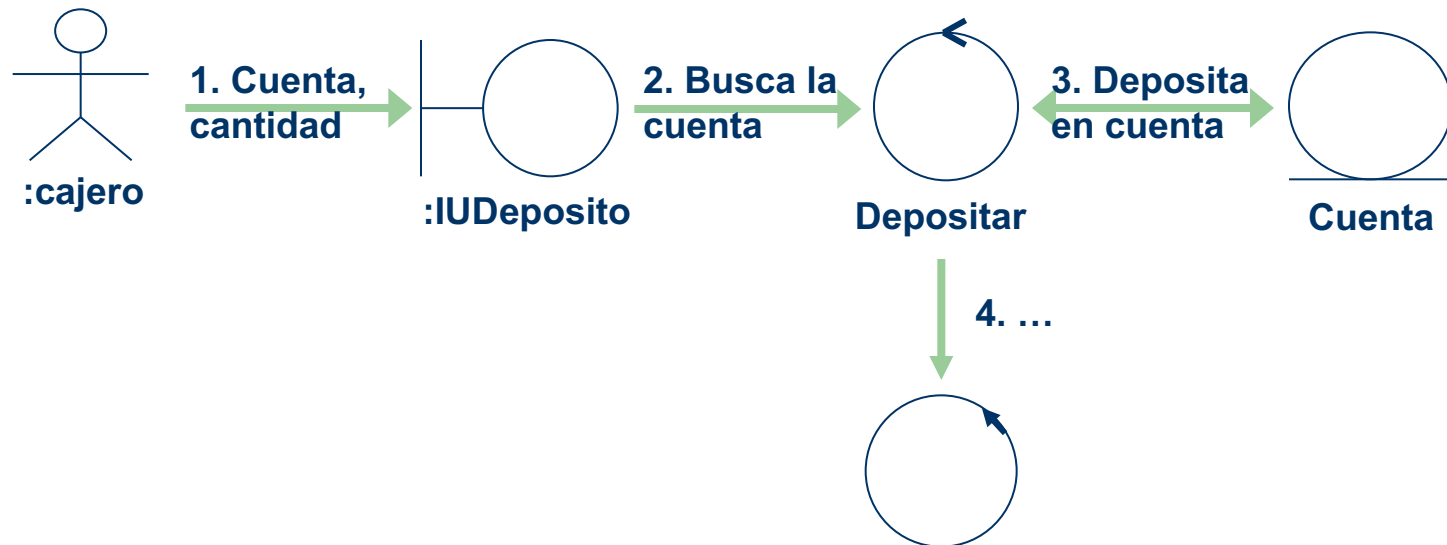 1. Cuenta,
cantidad
2. Busca la
cuenta
3. Deposita
en cuenta
:cajero
:IUDeposito
Depositar
Cuenta
4. …